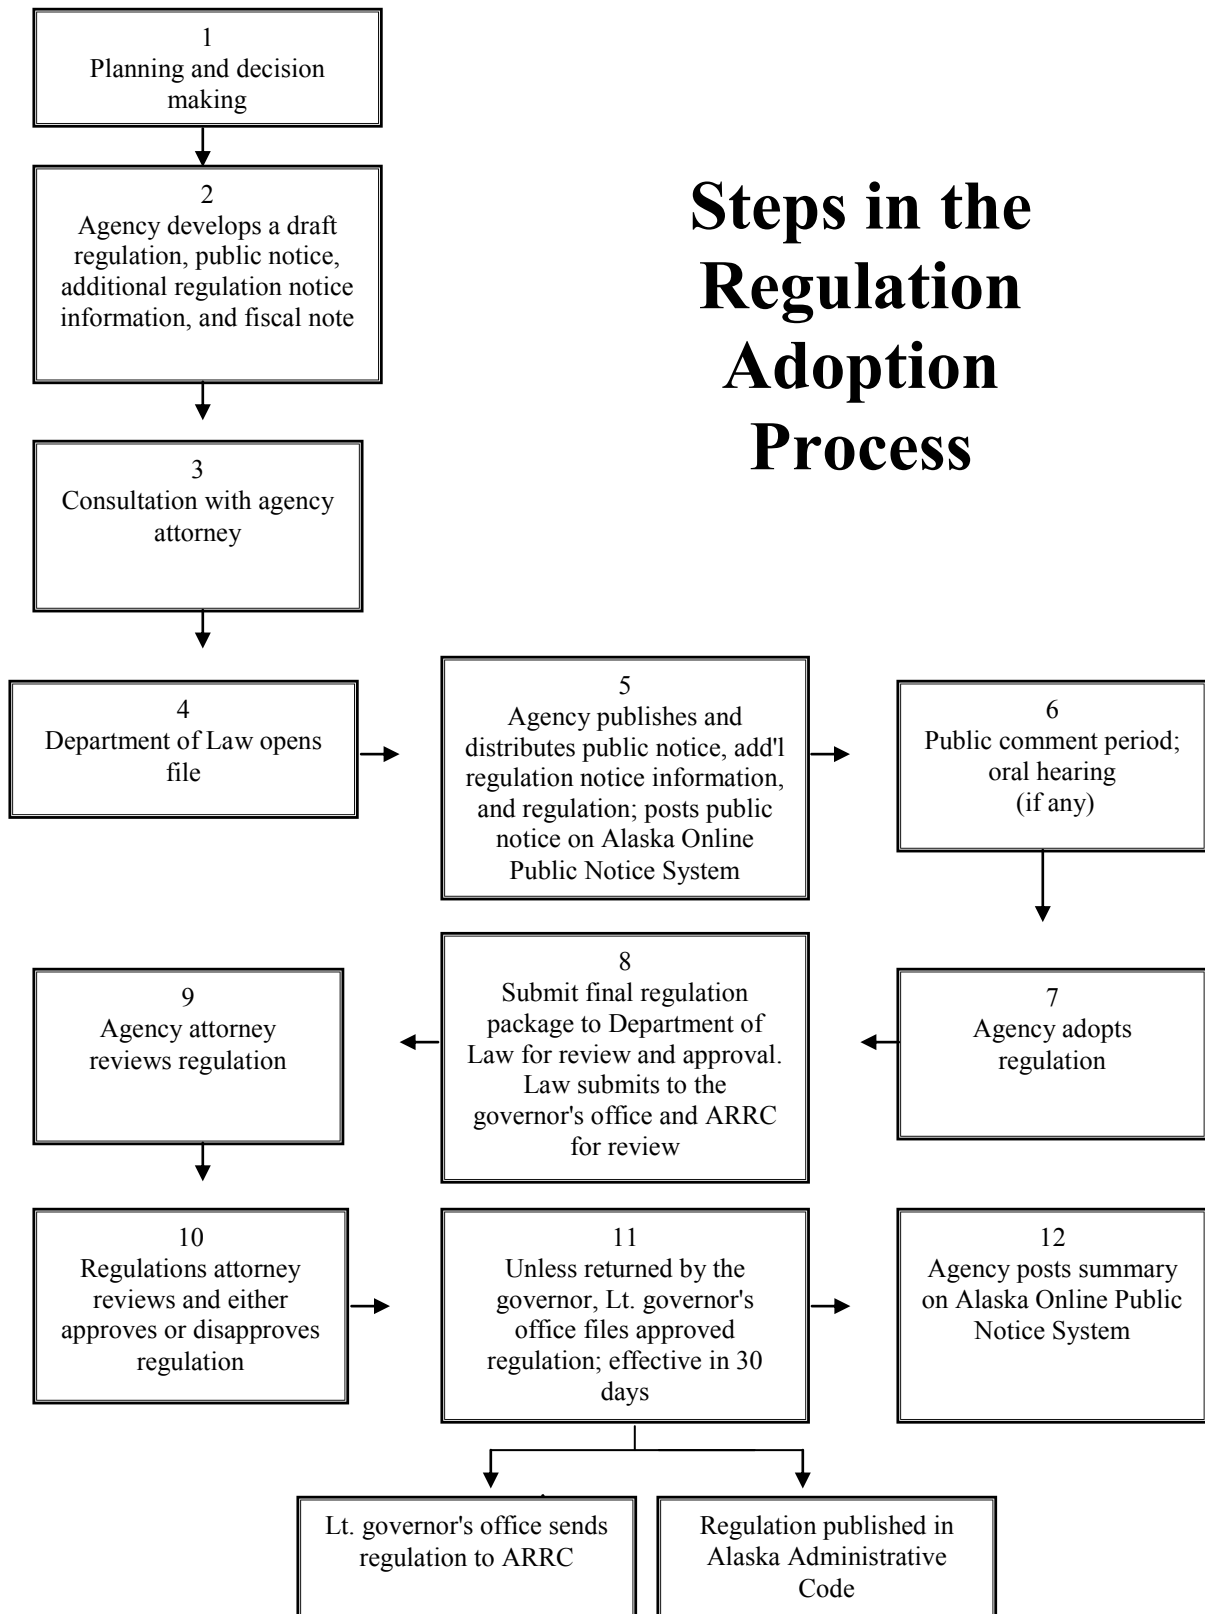 1
Planning and decision
making
Steps in the
Regulation
Adoption
Process
2
Agency develops a draft
regulation, public notice,
additional regulation notice
information, and fiscal note
3
Consultation with agency
attorney
4
Department of Law opens
file
5
Agency publishes and
distributes public notice, add'l
regulation notice information,
and regulation; posts public
notice on Alaska Online
Public Notice System
6
Public comment period;
oral hearing
(if any)
7
Agency adopts
regulation
8
Submit final regulation
package to Department of
Law for review and approval.
Law submits to the
governor's office and ARRC
for review
9
Agency attorney
reviews regulation
10
Regulations attorney
reviews and either
approves or disapproves
regulation
11
Unless returned by the
governor, Lt. governor's
office files approved
regulation; effective in 30
days
12
Agency posts summary
on Alaska Online Public
Notice System
Lt. governor's office sends
regulation to ARRC
Regulation published in
Alaska Administrative
Code